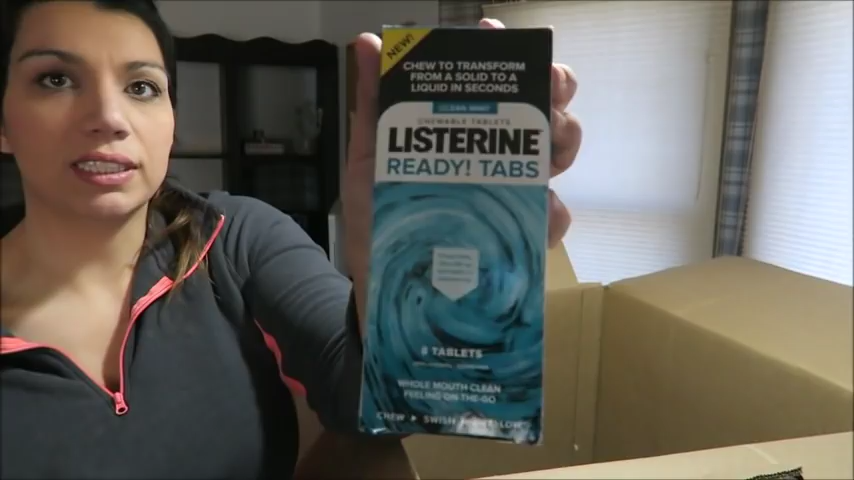 NEW!
CHEW TO TRANSFORM
FROM A SOLID TO A
LIQUID IN SECONDS
CLEAN MINT
CHEWABLE TABLETS
LISTERINE
READY! TABS
8 TABLETS
WHOLE MOUTH CLEAN
FEELING ON-THE-GO
CHEW ▸ SWISH